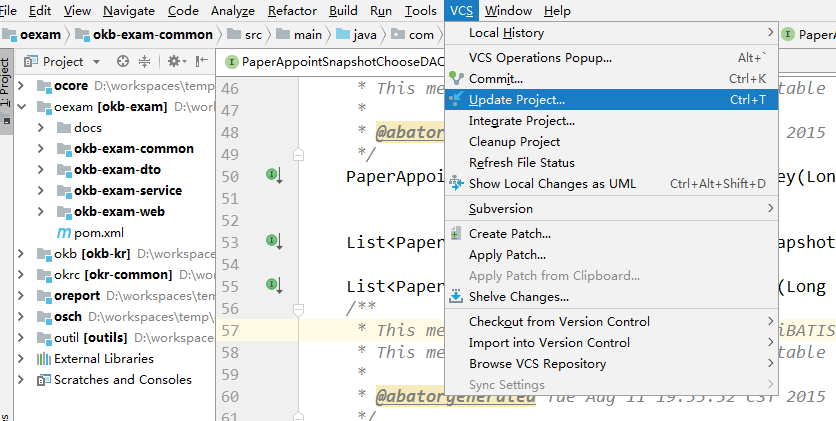 File Edit View Navigate Code Analyze Refactor Build Run Tools VCS Window Help
oexam okb-exam-common src main java com
PaperA
Project
PaperAppointSnapshotChooseDAO
1: Project
ocore D:\workspaces\temp
oexam [okb-exam] D:\workspaces
docs
okb-exam-common
okb-exam-dto
okb-exam-service
okb-exam-web
pom.xml
okb [okb-kr] D:\workspaces
okrc [okr-common] D:\works
oreport D:\workspaces\temp
osch D:\workspaces\temp\
outil [outils] D:\workspaces\t
External Libraries
Scratches and Consoles
Local History
VCS Operations Popup... Alt+`
Commit... Ctrl+K
Update Project... Ctrl+T
Integrate Project...
Cleanup Project
Refresh File Status
Show Local Changes as UML Ctrl+Alt+Shift+D
Subversion
Create Patch...
Apply Patch...
Apply Patch from Clipboard...
Shelve Changes...
Checkout from Version Control
Import into Version Control
Browse VCS Repository
Sync Settings
46 * This me table
47 *
48 * @abator 2015
49 */
50 PaperAppoi ey(Lon
51
52
53 List<Paper apshot
54
55 List<Paper (Long
56 /**
57 * This me iBATIS
58 * This me table
59 *
60 * @abatorgenerated Tue Aug 11 19:55:52 CST 2015
61 */